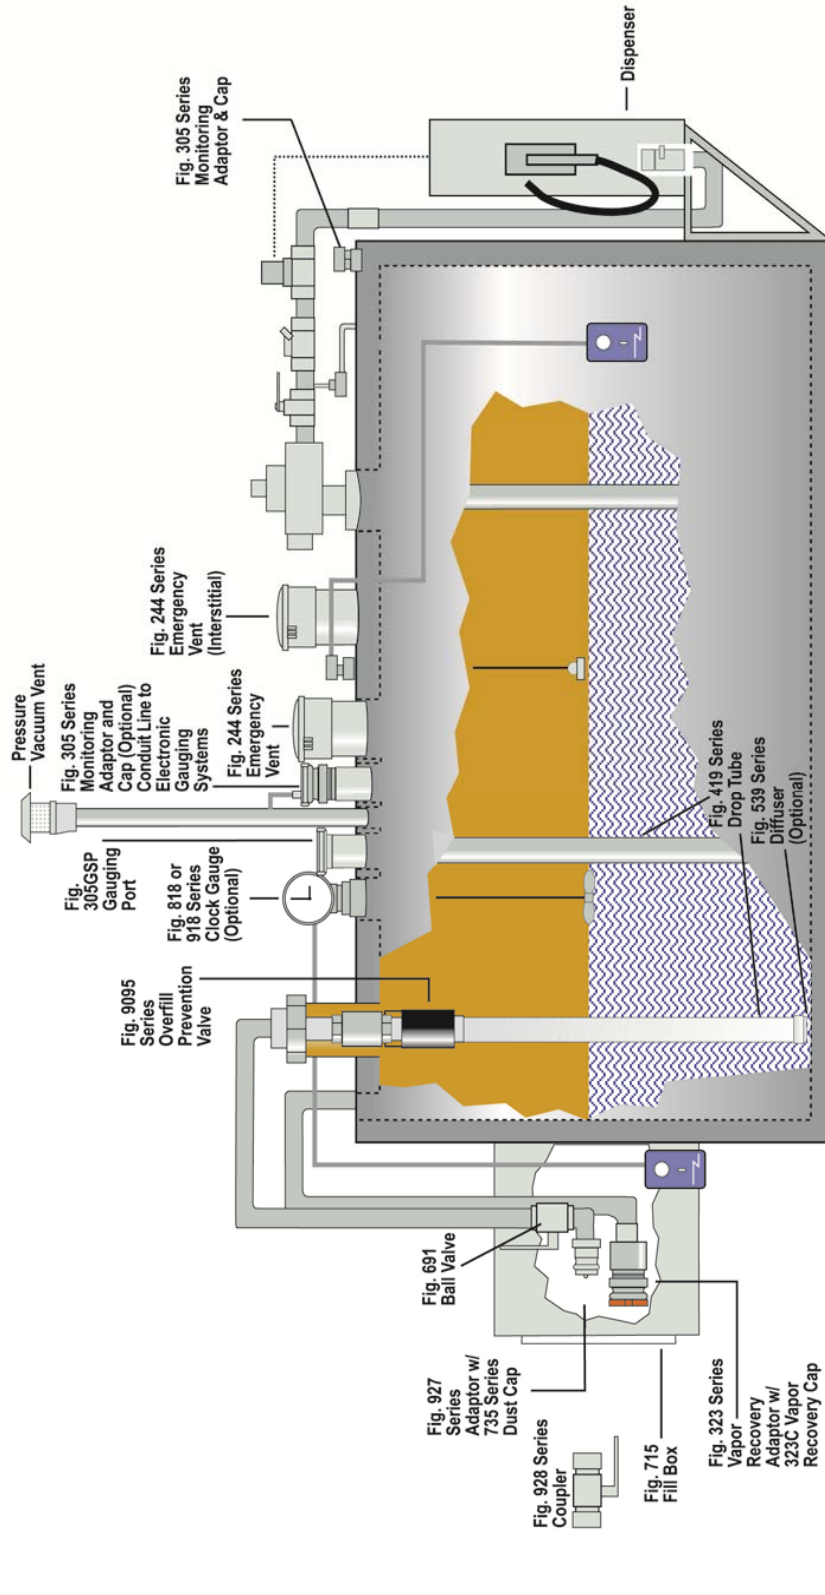 Pressure
Vacuum Vent
Fig. 305 Series
Monitoring
Adaptor and
Cap (Optional)
Conduit Line to
Electronic
Gauging
Systems
Fig.
305GSP
Gauging
Port
Fig. 818 or
918 Series
Clock Gauge
(Optional)
Fig. 9095
Series
Overfill
Prevention
Valve
Fig. 244 Series
Emergency
Vent
Fig. 244 Series
Emergency
Vent
(Interstitial)
Fig. 305 Series
Monitoring
Adaptor & Cap
Dispenser
Fig. 691
Ball Valve
Fig. 927
Series
Adaptor w/
735 Series
Dust Cap
Fig. 928 Series
Coupler
Fig. 715
Fill Box
Fig. 323 Series
Vapor
Recovery
Adaptor w/
323C Vapor
Recovery Cap
Fig. 419 Series
Drop Tube
Fig. 539 Series
Diffuser
(Optional)